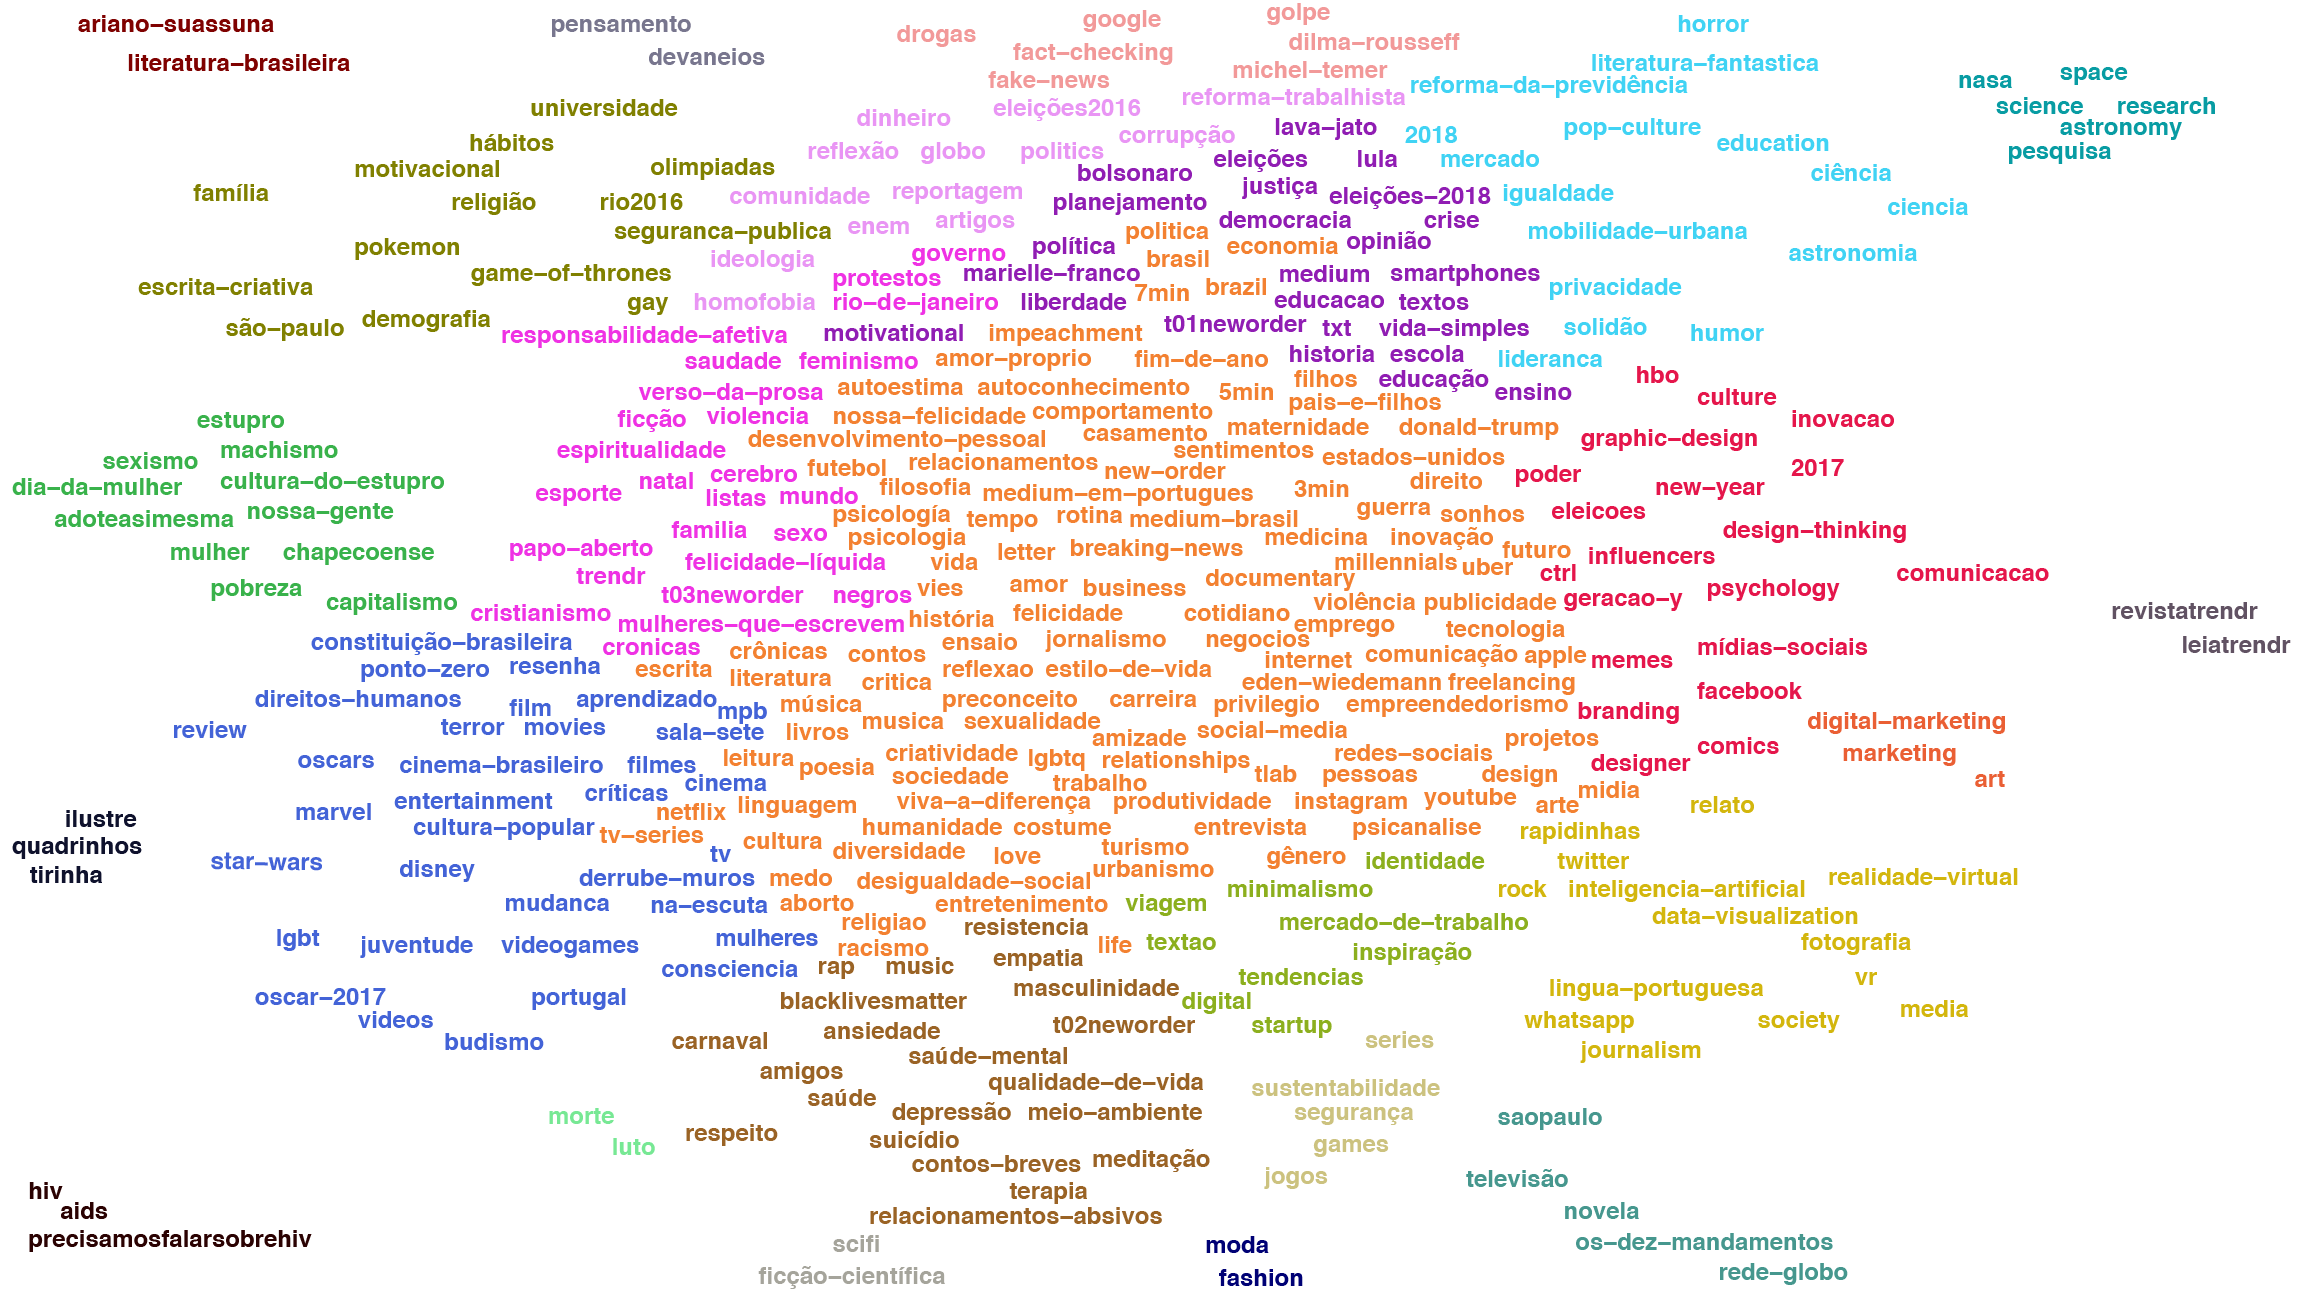 ariano-suassuna
pensamento
google
golpe
horror
drogas
dilma-rousseff
literatura-brasileira
devaneios
fact-checking
literatura-fantastica
fake-news
michel-temer
reforma-da-previdência
nasa
space
universidade
dinheiro
eleições2016
reforma-trabalhista
science
research
hábitos
corrupção
lava-jato
2018
pop-culture
education
astronomy
reflexão
globo
politics
eleições
lula
mercado
pesquisa
motivacional
olimpiadas
bolsonaro
justiça
ciência
família
religião
rio2016
comunidade
reportagem
planejamento
eleições-2018
igualdade
ciencia
seguranca-publica
enem
artigos
politica
democracia
crise
mobilidade-urbana
pokemon
ideologia
governo
política
brasil
economia
opinião
astronomia
escrita-criativa
game-of-thrones
protestos
marielle-franco
7min
brazil
medium
smartphones
privacidade
gay
homofobia
rio-de-janeiro
liberdade
educacao
textos
são-paulo
demografia
responsabilidade-afetiva
motivational
impeachment
t01neworder
txt
vida-simples
solidão
humor
saudade
feminismo
amor-proprio
fim-de-ano
historia
escola
lideranca
hbo
verso-da-prosa
autoestima
autoconhecimento
5min
filhos
educação
ensino
culture
estupro
ficção
violencia
nossa-felicidade
comportamento
pais-e-filhos
inovacao
machismo
espiritualidade
desenvolvimento-pessoal
casamento
maternidade
donald-trump
graphic-design
sexismo
natal
cerebro
futebol
relacionamentos
sentimentos
estados-unidos
2017
dia-da-mulher
cultura-do-estupro
esporte
listas
mundo
filosofia
new-order
medium-em-portugues
3min
direito
poder
new-year
adoteasimesma
nossa-gente
familia
sexo
psicología
tempo
rotina
medium-brasil
guerra
sonhos
eleicoes
design-thinking
mulher
chapecoense
papo-aberto
felicidade-líquida
psicologia
vida
letter
breaking-news
medicina
inovação
futuro
influencers
pobreza
capitalismo
trendr
t03neworder
negros
vies
amor
business
documentary
millennials
uber
ctrl
psychology
comunicacao
cristianismo
mulheres-que-escrevem
história
felicidade
cotidiano
violência
publicidade
geracao-y
revistatrendr
constituição-brasileira
cronicas
crônicas
contos
ensaio
jornalismo
negocios
emprego
tecnologia
mídias-sociais
leiatrendr
ponto-zero
resenha
escrita
literatura
critica
reflexao
estilo-de-vida
internet
comunicação
apple
memes
direitos-humanos
film
aprendizado
mpb
música
preconceito
carreira
eden-wiedemann
freelancing
facebook
review
terror
movies
sala-sete
livros
musica
sexualidade
privilegio
empreendedorismo
branding
digital-marketing
oscars
cinema-brasileiro
filmes
leitura
poesia
criatividade
lgbtq
amizade
social-media
redes-sociais
projetos
comics
marketing
cinema
sociedade
relationships
tlab
pessoas
design
designer
art
ilustre
marvel
entertainment
críticas
netflix
linguagem
viva-a-diferença
trabalho
produtividade
instagram
youtube
arte
midia
relato
quadrinhos
cultura-popular
tv-series
cultura
humanidade
costume
entrevista
psicanalise
rapidinhas
tirinha
star-wars
disney
tv
diversidade
love
turismo
gênero
identidade
twitter
derrube-muros
medo
desigualdade-social
urbanismo
minimalismo
rock
inteligencia-artificial
realidade-virtual
mudanca
na-escuta
aborto
entretenimento
viagem
mercado-de-trabalho
data-visualization
lgbt
juventude
videogames
mulheres
religiao
resistencia
life
textao
inspiração
fotografia
racismo
consciencia
rap
music
empatia
tendencias
vr
oscar-2017
portugal
blacklivesmatter
masculinidade
digital
lingua-portuguesa
media
videos
budismo
carnaval
ansiedade
t02neworder
startup
series
whatsapp
society
journalism
amigos
saúde-mental
qualidade-de-vida
sustentabilidade
saúde
morte
depressão
meio-ambiente
segurança
saopaulo
luto
respeito
suicídio
games
contos-breves
meditação
jogos
televisão
hiv
terapia
aids
relacionamentos-absivos
novela
precisamosfalarsobrehiv
scifi
moda
os-dez-mandamentos
ficção-científica
fashion
rede-globo